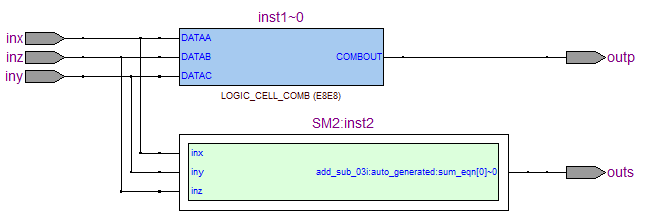 inst1~0
inx
inz
iny
DATAA
DATAB
DATAC
COMBOUT
outp
LOGIC_CELL_COMB (E8E8)
SM2:inst2
inx
iny
inz
add_sub_03i:auto_generated:sum_eqn[0]~0
outs